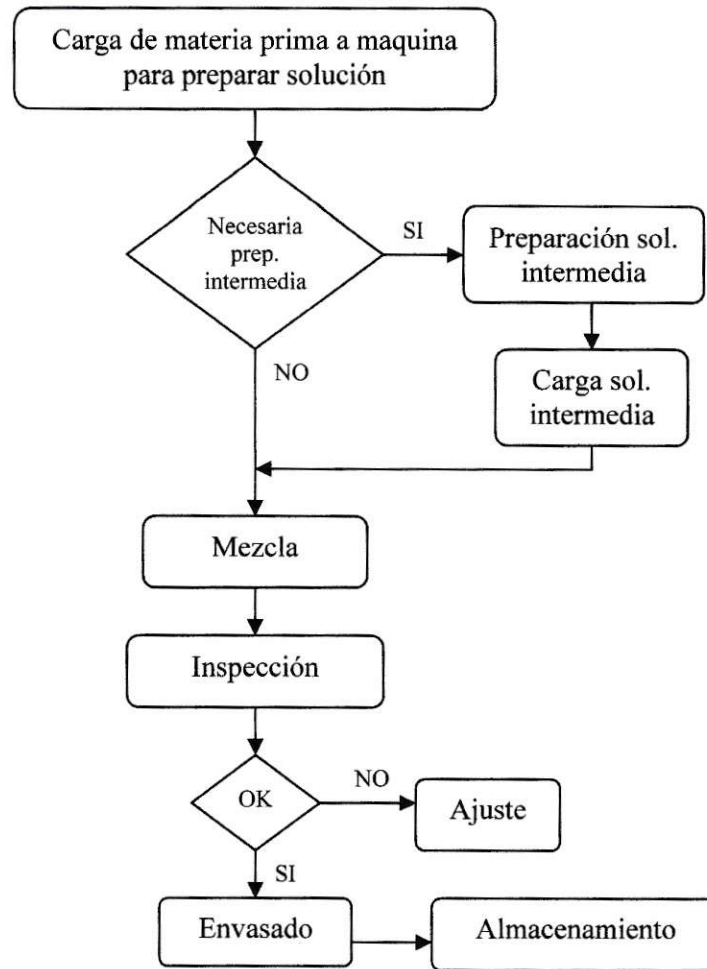 Carga de materia prima a maquina
para preparar solución
Necesaria
prep.
intermedia
SI
Preparación sol.
intermedia
NO
Carga sol.
intermedia
Mezcla
Inspección
OK
NO
Ajuste
SI
Envasado
Almacenamiento